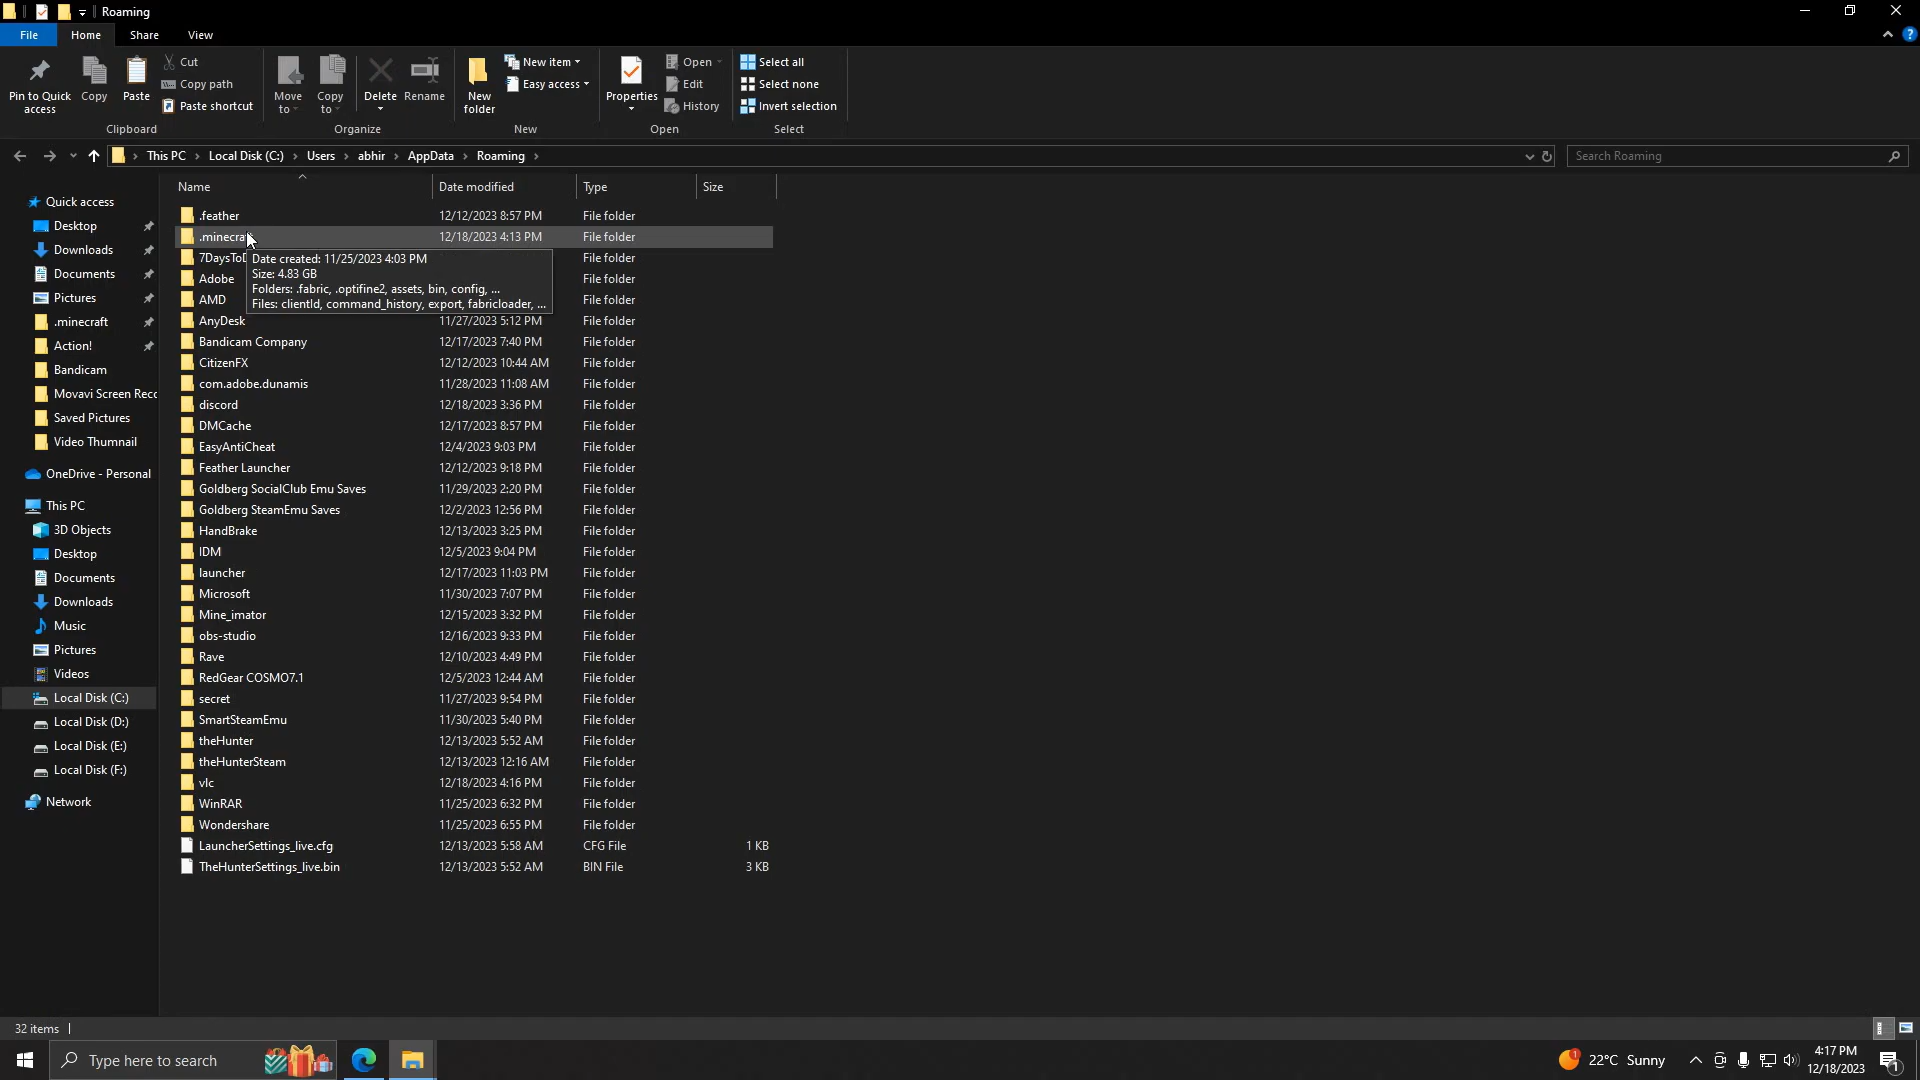 Roaming
File Home Share View
Pin to Quick access
Copy
Paste
Cut
Copy path
Paste shortcut
Clipboard
Move to
Copy to
Delete
Rename
Organize
New folder
New item
Easy access
New
Properties
Open
Edit
History
Open
Select all
Select none
Invert selection
Select
This PC Local Disk (C:) Users abhir AppData Roaming
Search Roaming
Quick access
Desktop
Downloads
Documents
Pictures
.minecraft
Action!
Bandicam
Movavi Screen Rec
Saved Pictures
Video Thumnail
OneDrive - Personal
This PC
3D Objects
Desktop
Documents
Downloads
Music
Pictures
Videos
Local Disk (C:)
Local Disk (D:)
Local Disk (E:)
Local Disk (F:)
Network
Name Date modified Type Size
.feather 12/12/2023 8:57 PM File folder
.minecraft 12/18/2023 4:13 PM File folder
7DaysToD File folder
Adobe File folder
AMD File folder
Date created: 11/25/2023 4:03 PM
Size: 4.83 GB
Folders: .fabric, .optifine2, assets, bin, config, ...
Files: clientId, command_history, export, fabricloader, ...
AnyDesk 11/27/2023 5:12 PM File folder
Bandicam Company 12/17/2023 7:40 PM File folder
CitizenFX 12/12/2023 10:44 AM File folder
com.adobe.dunamis 11/28/2023 11:08 AM File folder
discord 12/18/2023 3:36 PM File folder
DMCache 12/17/2023 8:57 PM File folder
EasyAntiCheat 12/4/2023 9:03 PM File folder
Feather Launcher 12/12/2023 9:18 PM File folder
Goldberg SocialClub Emu Saves 11/29/2023 2:20 PM File folder
Goldberg SteamEmu Saves 12/2/2023 12:56 PM File folder
HandBrake 12/13/2023 3:25 PM File folder
IDM 12/5/2023 9:04 PM File folder
launcher 12/17/2023 11:03 PM File folder
Microsoft 11/30/2023 7:07 PM File folder
Mine_imator 12/15/2023 3:32 PM File folder
obs-studio 12/16/2023 9:33 PM File folder
Rave 12/10/2023 4:49 PM File folder
RedGear COSMO7.1 12/5/2023 12:44 AM File folder
secret 11/27/2023 9:54 PM File folder
SmartSteamEmu 11/30/2023 5:40 PM File folder
theHunter 12/13/2023 5:52 AM File folder
theHunterSteam 12/13/2023 12:16 AM File folder
vlc 12/18/2023 4:16 PM File folder
WinRAR 11/25/2023 6:32 PM File folder
Wondershare 11/25/2023 6:55 PM File folder
LauncherSettings_live.cfg 12/13/2023 5:58 AM CFG File 1 KB
TheHunterSettings_live.bin 12/13/2023 5:52 AM BIN File 3 KB
32 items
Type here to search
1
22°C Sunny
4:17 PM
12/18/2023
1